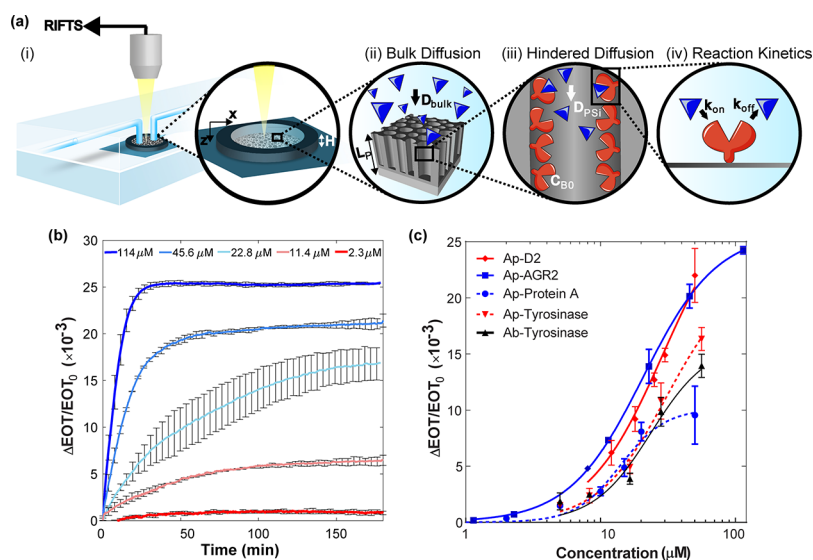 (a)
RIFTS
(i)
(ii) Bulk Diffusion
(iii) Hindered Diffusion
(iv) Reaction Kinetics
x
z
H
D_bulk
L_P
D_PSi
C_B0
k_on
k_off
(b)
30
25
20
15
10
5
0
114 μM
45.6 μM
22.8 μM
11.4 μM
2.3 μM
ΔEOT/EOT₀ (×10⁻³)
0
50
100
150
Time (min)
(c)
25
20
15
10
5
0
Ap-D2
Ap-AGR2
Ap-Protein A
Ap-Tyrosinase
Ab-Tyrosinase
ΔEOT/EOT₀ (×10⁻³)
1
10
100
Concentration (μM)